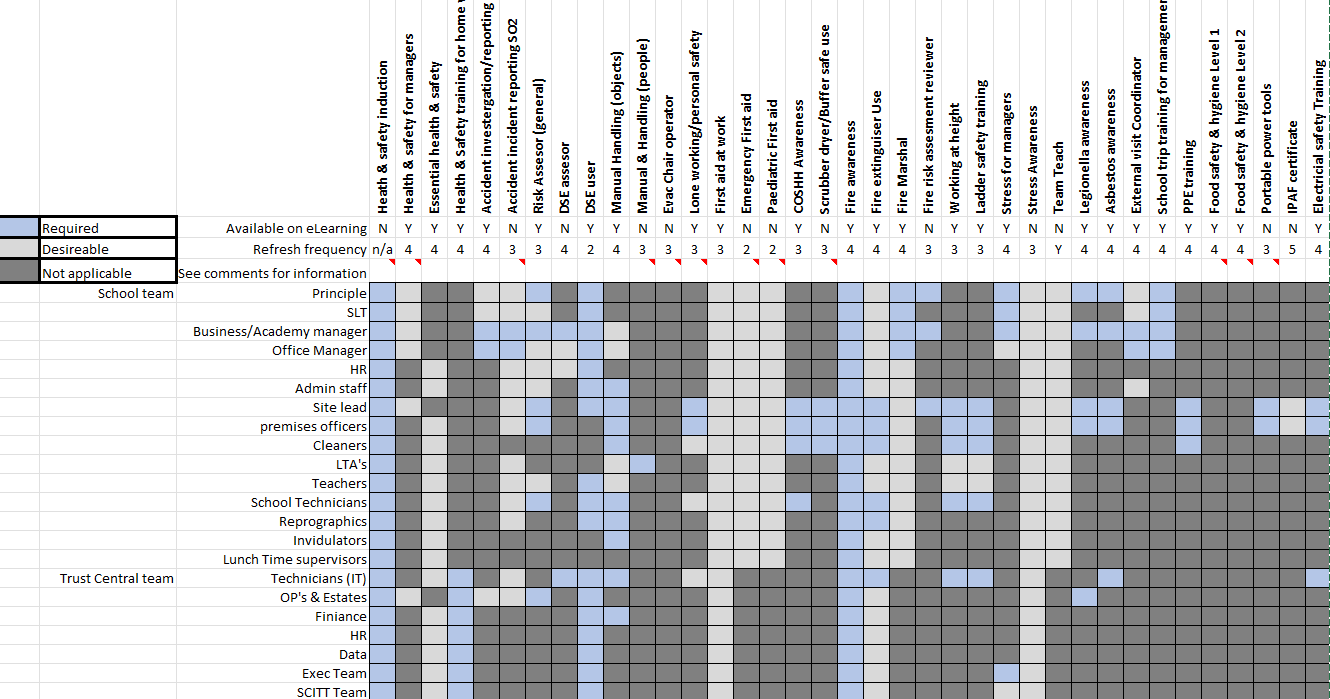 Heath & safety induction
Health & safety for managers
Essential health & safety
Health & Safety training for home
Accident investergation/reporting
Accident incident reporting SO2
Risk Assesor (general)
DSE assesor
DSE user
Manual Handling (objects)
Manual & Handling (people)
Evac Chair operator
Lone working/personal safety
First aid at work
Emergency First aid
Paediatric First aid
COSHH Awareness
Scrubber dryer/Buffer safe use
Fire awareness
Fire extinguiser Use
Fire Marshal
Fire risk assesment reviewer
Working at height
Ladder safety training
Stress for managers
Stress Awareness
Team Teach
Legionella awareness
Asbestos awareness
External visit Coordinator
School trip training for managemen
PPE training
Food safety & hygiene Level 1
Food safety & hygiene Level 2
Portable power tools
IPAF certificate
Electricial safety Training
Required Available on eLearning N Y Y Y Y N Y N Y Y N N Y N N N Y N Y Y Y N Y Y Y N N Y Y Y Y Y Y Y N N Y
Desireable Refresh frequency n/a 4 4 4 4 3 3 4 2 4 3 3 3 3 2 2 3 3 4 4 4 3 3 3 4 3 Y 4 4 4 4 4 4 4 3 5 4
Not applicable See comments for information
School team Principle
SLT
Business/Academy manager
Office Manager
HR
Admin staff
Site lead
premises officers
Cleaners
LTA's
Teachers
School Technicians
Reprographics
Invidulators
Lunch Time supervisors
Trust Central team Technicians (IT)
OP's & Estates
Finiance
HR
Data
Exec Team
SCITT Team